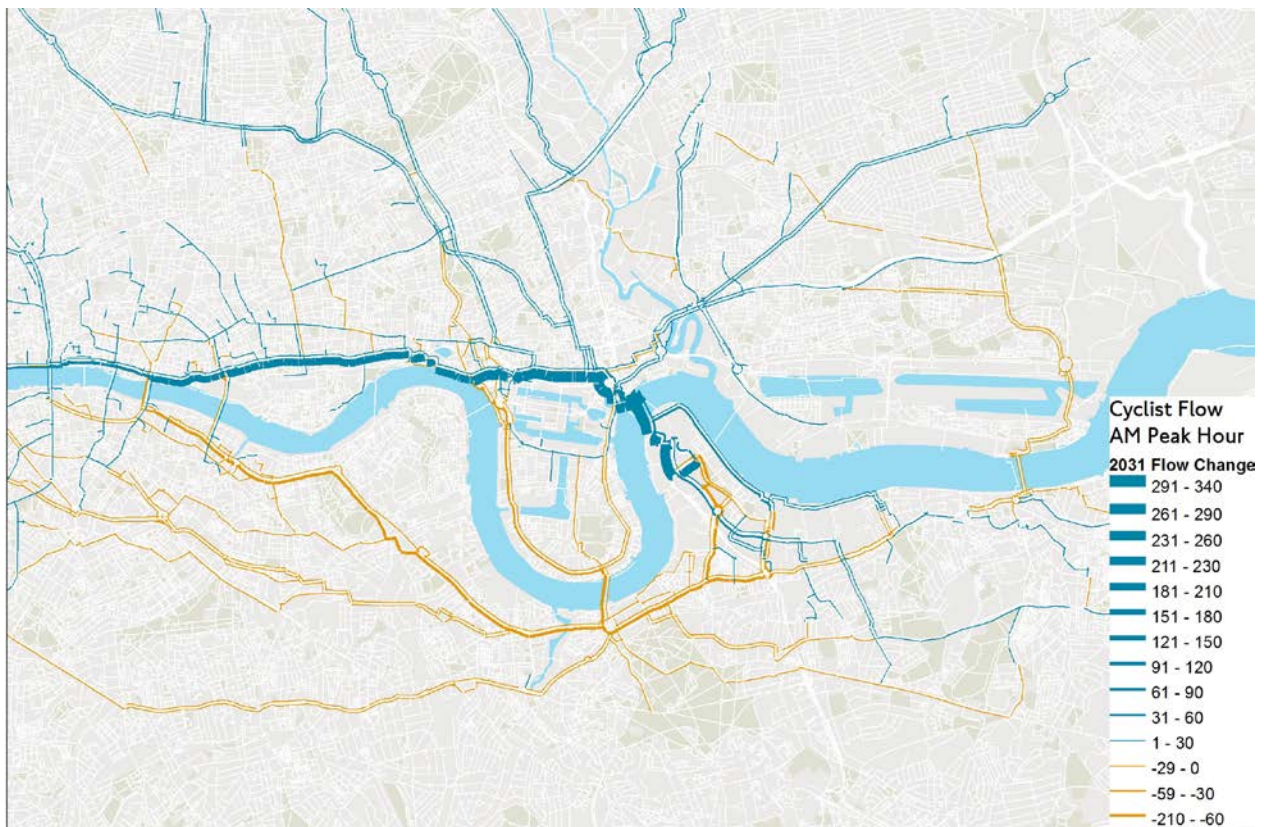 Cyclist Flow
AM Peak Hour
2031 Flow Change
291 - 340
261 - 290
231 - 260
211 - 230
181 - 210
151 - 180
121 - 150
91 - 120
61 - 90
31 - 60
1 - 30
-29 - 0
-59 - -30
-210 - -60